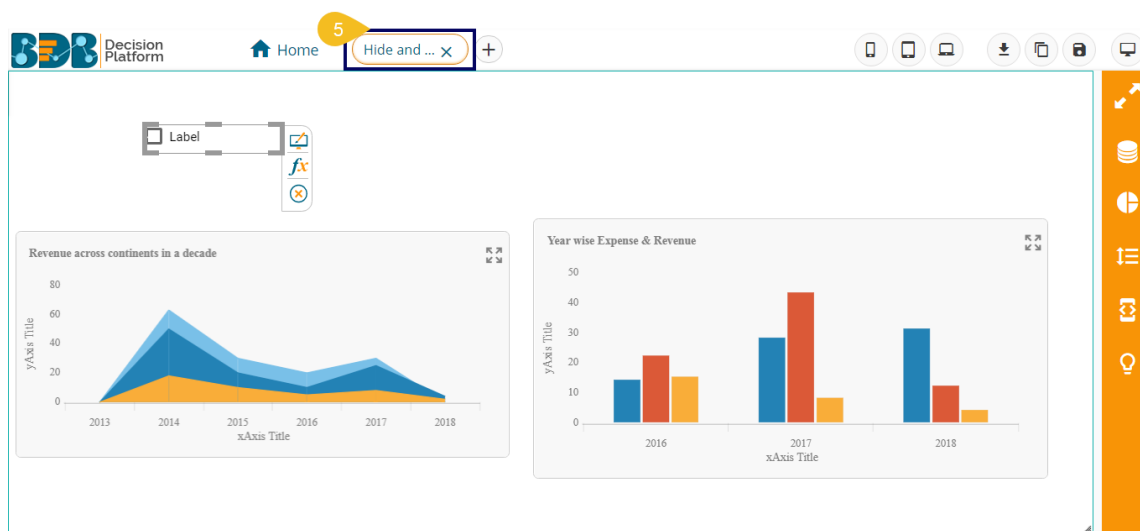 5
BDB Decision Platform
Home
Hide and ...
Label
fx
Revenue across continents in a decade
80
60
40
20
0
yAxis Title
2013 2014 2015 2016 2017 2018
xAxis Title
Year wise Expense & Revenue
50
40
30
20
10
0
yAxis Title
2016 2017 2018
xAxis Title